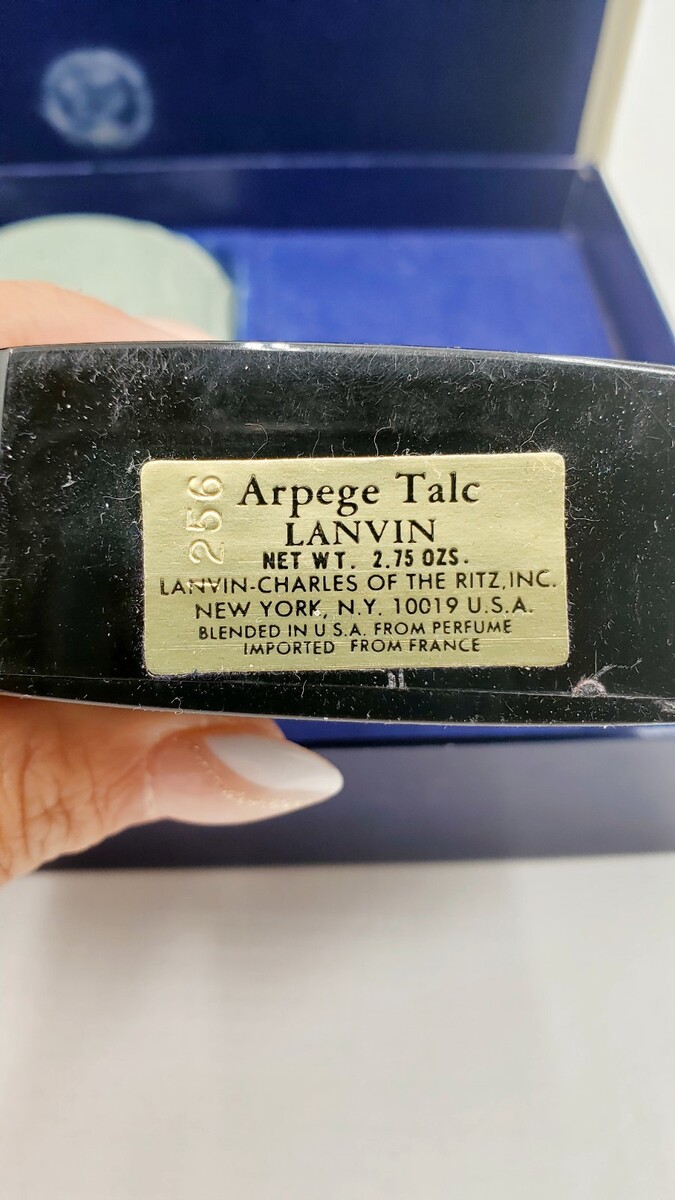 256
Arpege Talc
LANVIN
NET WT. 2.75 OZS.
LANVIN-CHARLES OF THE RITZ, INC.
NEW YORK, N.Y. 10019 U.S.A.
BLENDED IN U.S.A. FROM PERFUME
IMPORTED FROM FRANCE